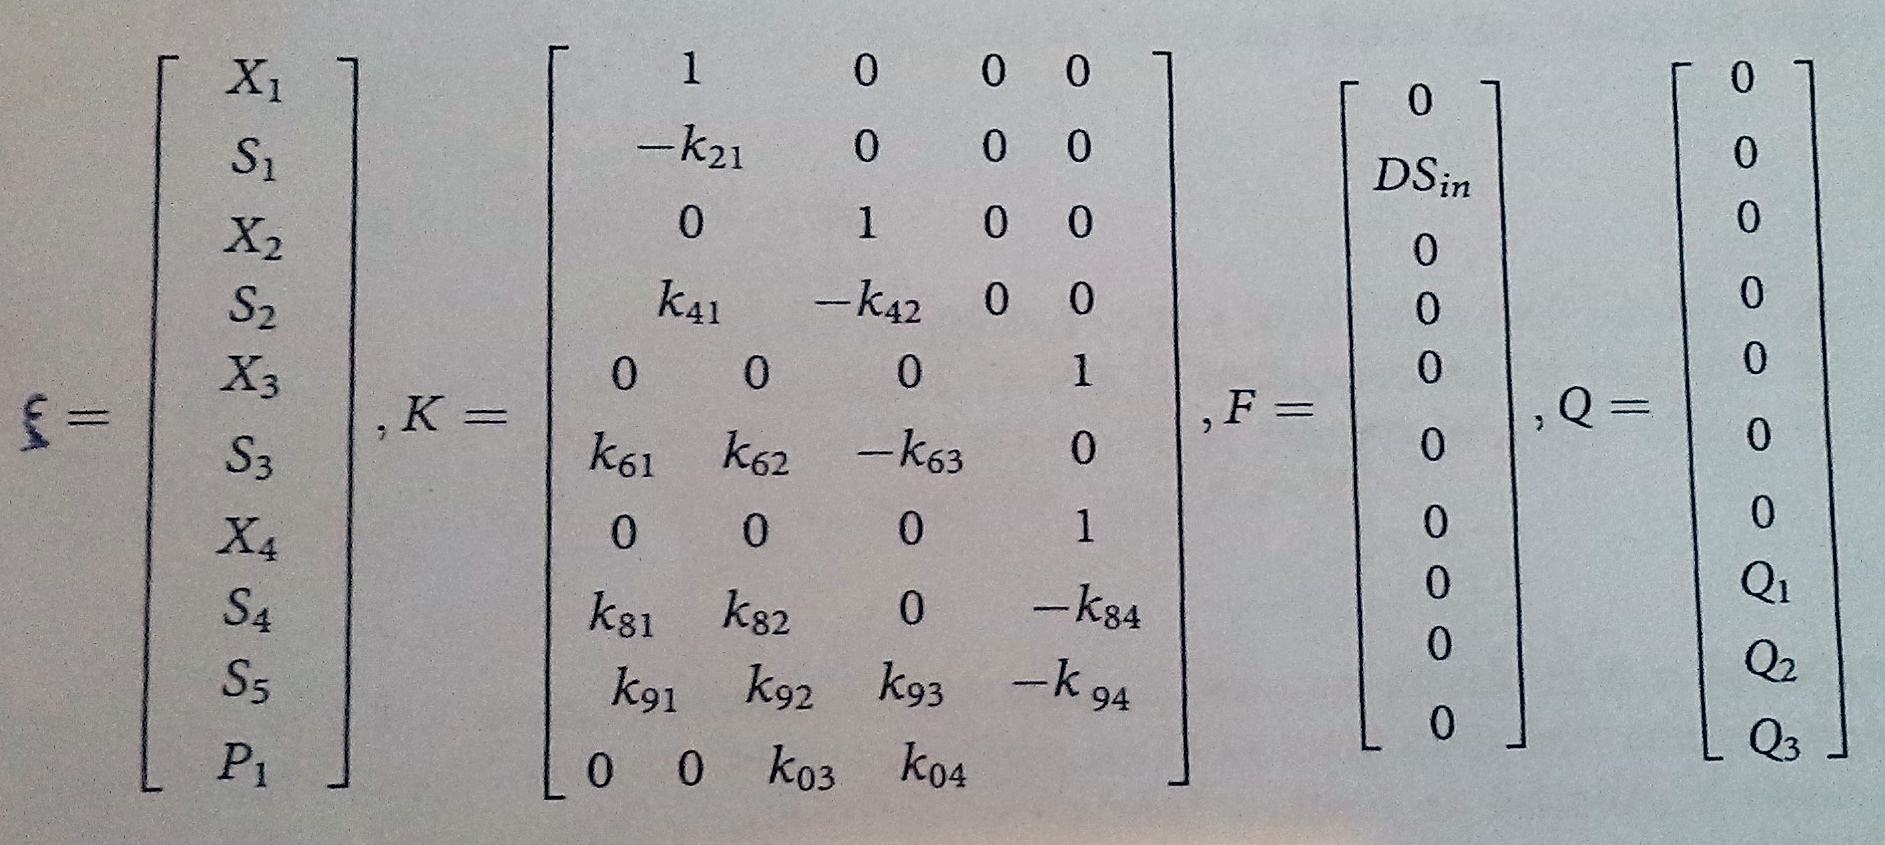 ξ = [ X₁ S₁ X₂ S₂ X₃ S₃ X₄ S₄ S₅ P₁ ]
, K = [
1 0 0 0
−k₂₁ 0 0 0
0 1 0 0
k₄₁ −k₄₂ 0 0
0 0 0 1
k₆₁ k₆₂ −k₆₃ 0
0 0 0 1
k₈₁ k₈₂ 0 −k₈₄
k₉₁ k₉₂ k₉₃ −k₉₄
0 0 k₀₃ k₀₄
]
, F = [ 0 DSᵢₙ 0 0 0 0 0 0 0 0 ]
, Q = [ 0 0 0 0 0 0 0 Q₁ Q₂ Q₃ ]